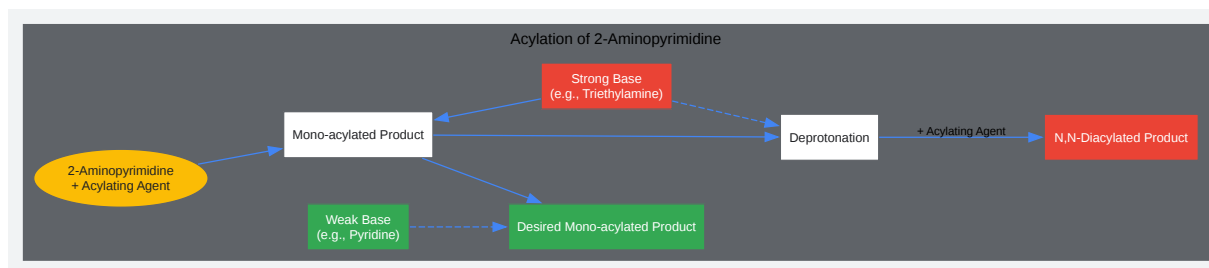 Acylation of 2-Aminopyrimidine
Strong Base
(e.g., Triethylamine)
Mono-acylated Product
Deprotonation
+ Acylating Agent
N,N-Diacylated Product
2-Aminopyrimidine
+ Acylating Agent
Weak Base
(e.g., Pyridine)
Desired Mono-acylated Product